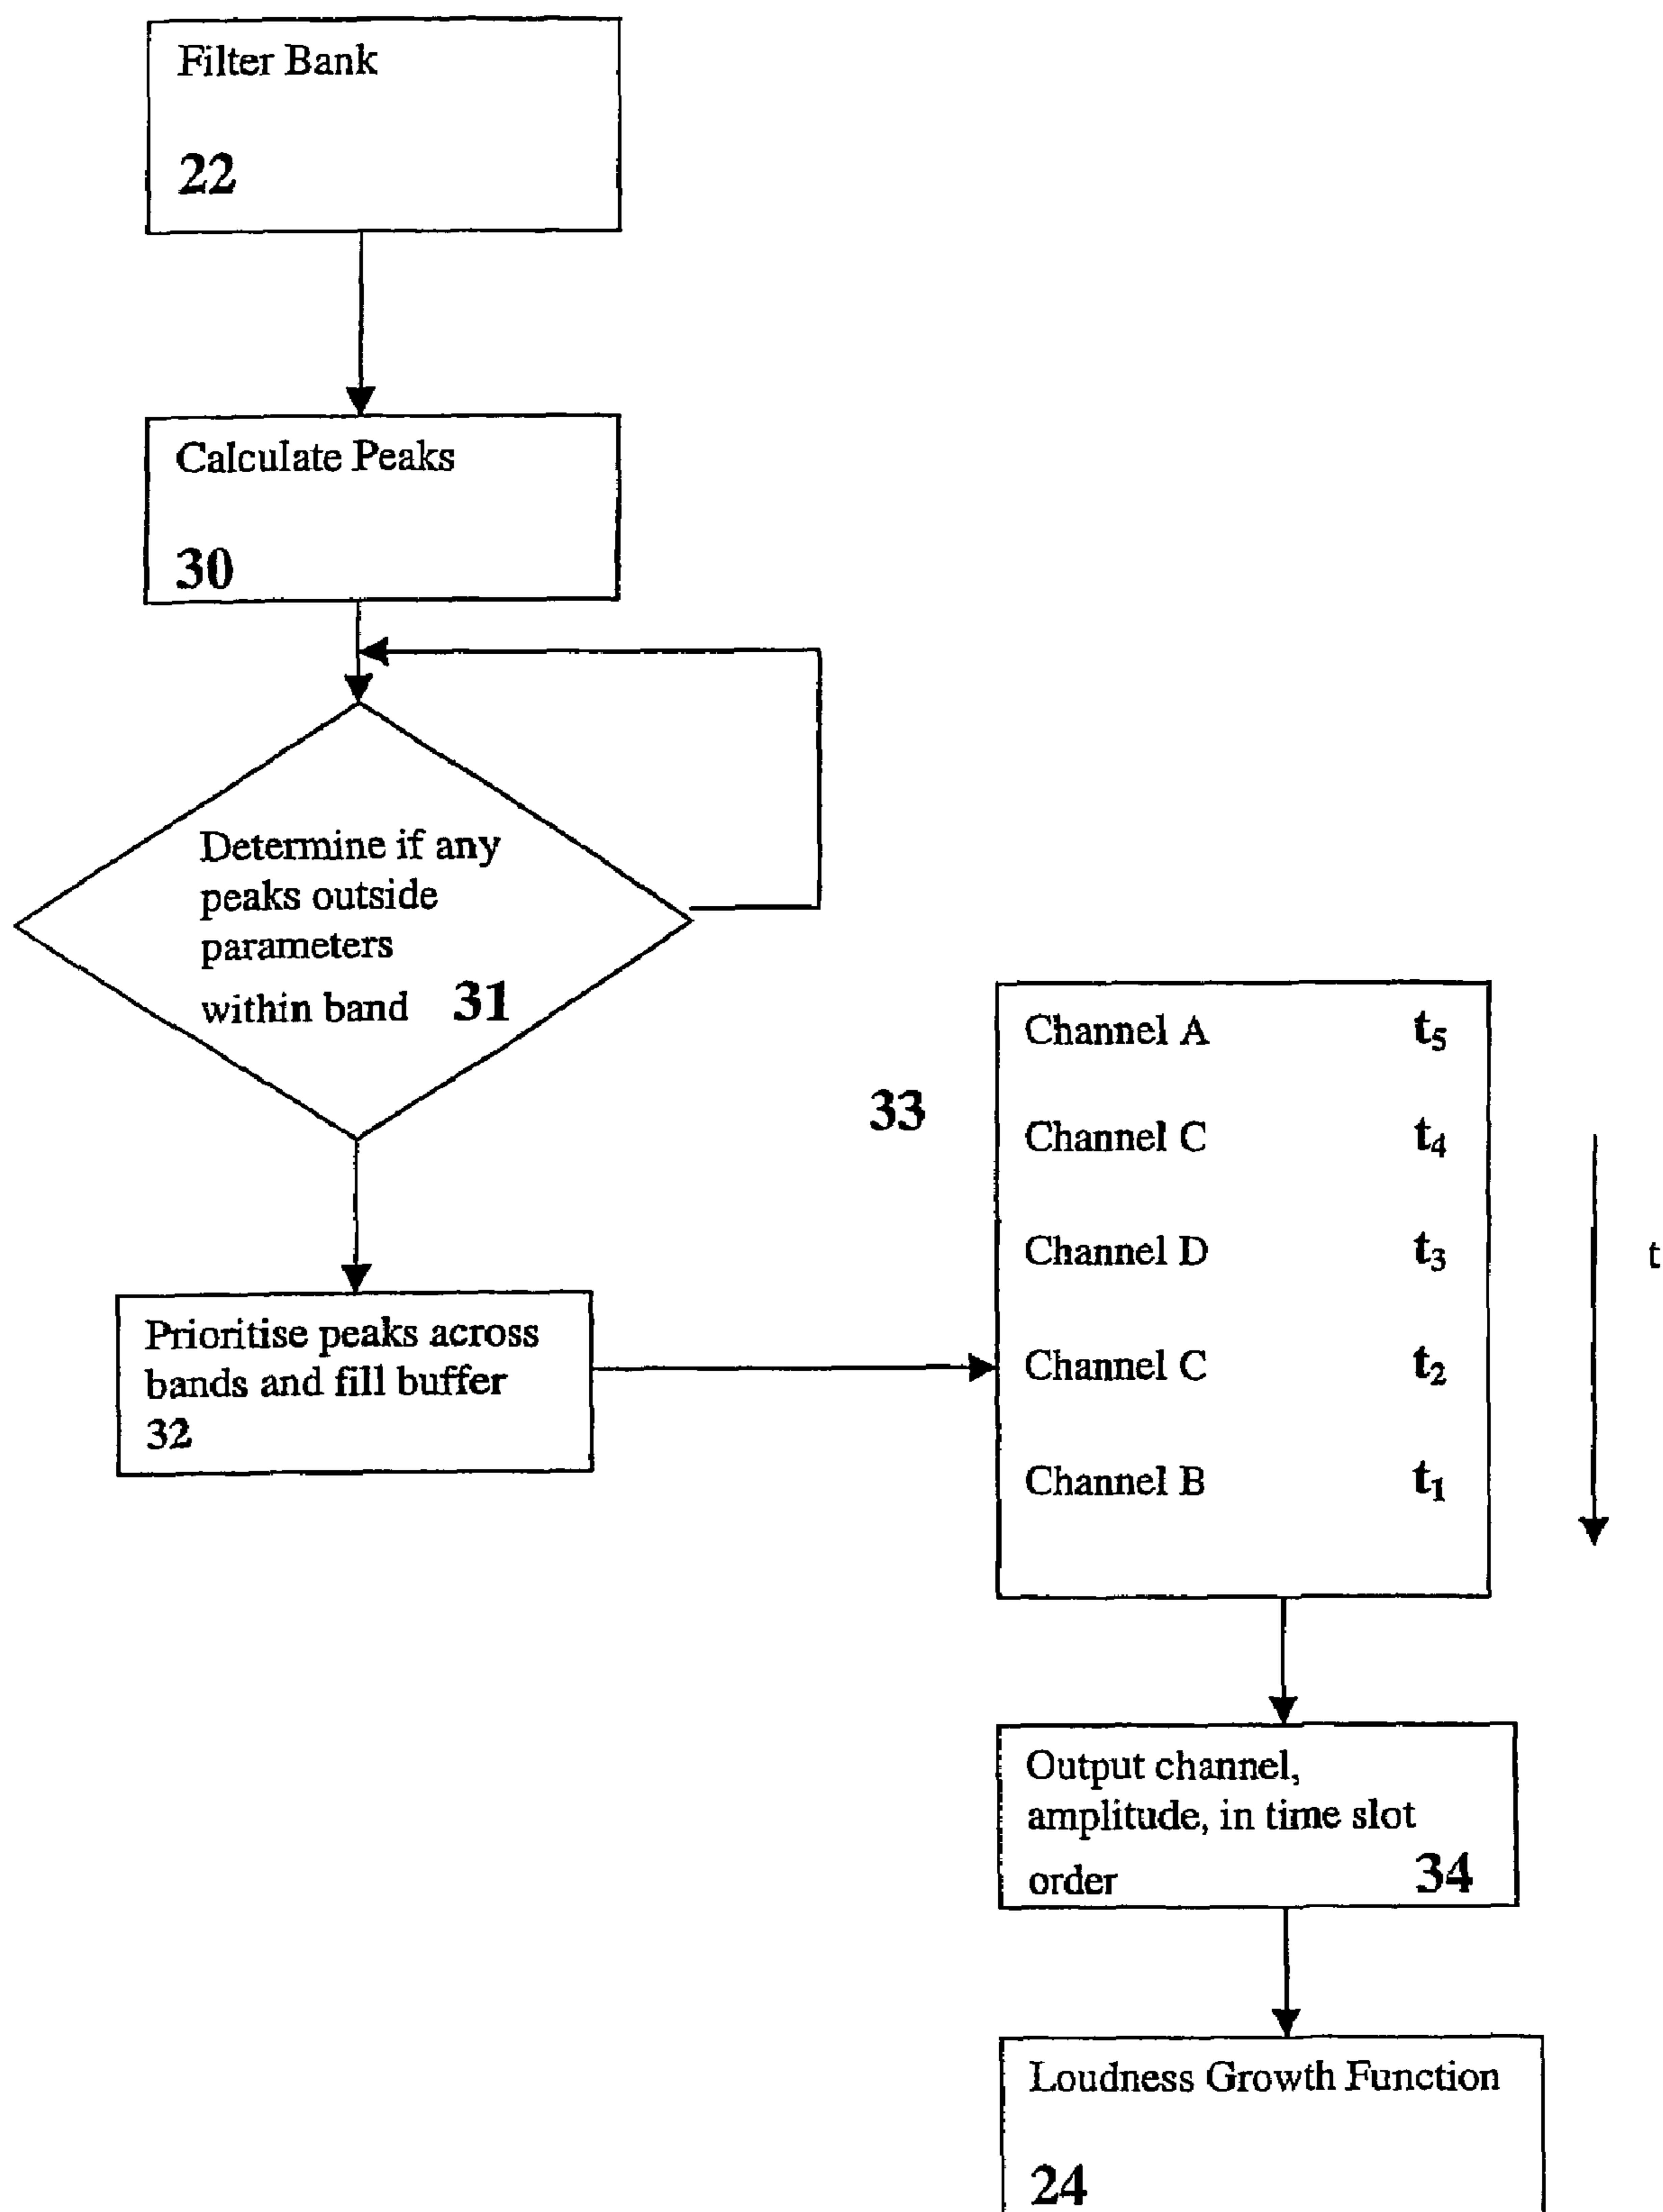 Filter Bank
22
Calculate Peaks
30
Determine if any
peaks outside
parameters
within band 31
Prioritise peaks across
bands and fill buffer
32
33
Channel A t₅
Channel C t₄
Channel D t₃
Channel C t₂
Channel B t₁
t
Output channel,
amplitude, in time slot
order 34
Loudness Growth Function
24